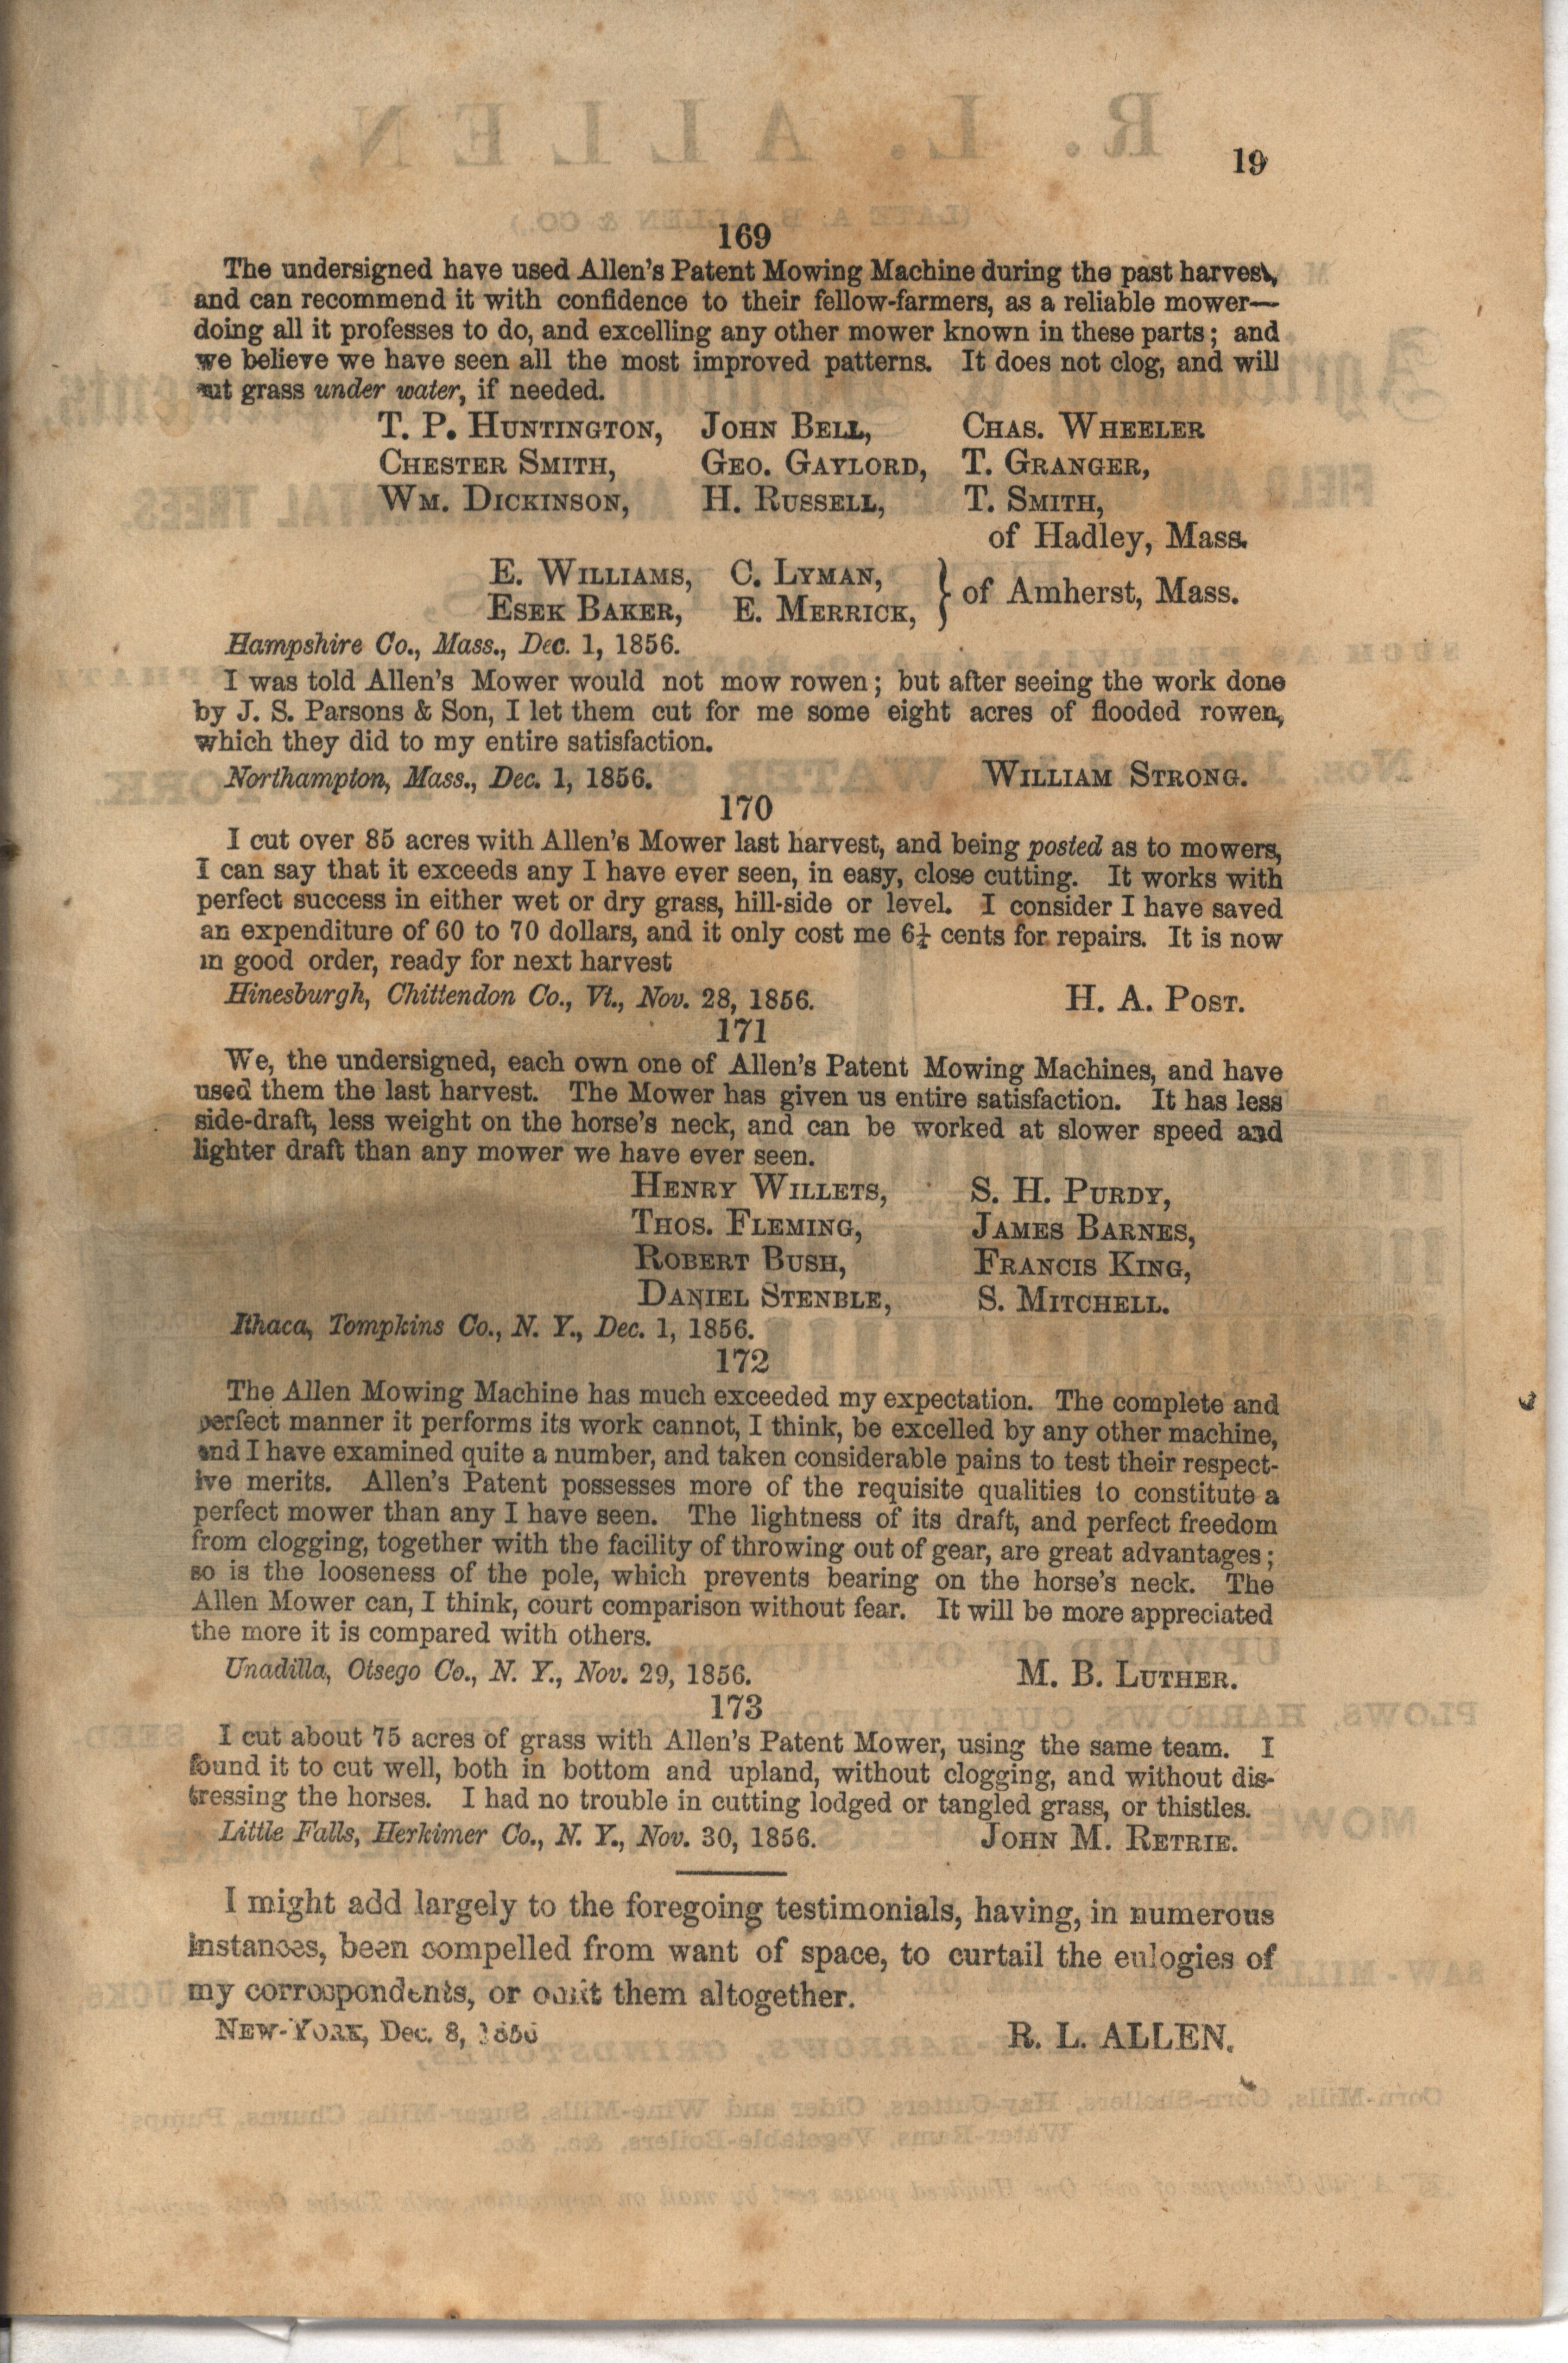 19
169
The undersigned have used Allen's Patent Mowing Machine during the past harvest,
and can recommend it with confidence to their fellow-farmers, as a reliable mower—
doing all it professes to do, and excelling any other mower known in these parts; and
we believe we have seen all the most improved patterns. It does not clog, and will
cut grass under water, if needed.
T. P. HUNTINGTON, JOHN BELL, CHAS. WHEELER
CHESTER SMITH, GEO. GAYLORD, T. GRANGER,
WM. DICKINSON, H. RUSSELL, T. SMITH,
of Hadley, Mass.
E. WILLIAMS, C. LYMAN,
ESEK BAKER, E. MERRICK, } of Amherst, Mass.
Hampshire Co., Mass., Dec. 1, 1856.
I was told Allen's Mower would not mow rowen; but after seeing the work done
by J. S. Parsons & Son, I let them cut for me some eight acres of flooded rowen,
which they did to my entire satisfaction.
Northampton, Mass., Dec. 1, 1856. WILLIAM STRONG.
170
I cut over 85 acres with Allen's Mower last harvest, and being posted as to mowers,
I can say that it exceeds any I have ever seen, in easy, close cutting. It works with
perfect success in either wet or dry grass, hill-side or level. I consider I have saved
an expenditure of 60 to 70 dollars, and it only cost me 6¼ cents for repairs. It is now
in good order, ready for next harvest
Hinesburgh, Chittendon Co., Vt., Nov. 28, 1856. H. A. POST.
171
We, the undersigned, each own one of Allen's Patent Mowing Machines, and have
used them the last harvest. The Mower has given us entire satisfaction. It has less
side-draft, less weight on the horse's neck, and can be worked at slower speed and
lighter draft than any mower we have ever seen.
HENRY WILLETS, S. H. PURDY,
THOS. FLEMING, JAMES BARNES,
ROBERT BUSH, FRANCIS KING,
DANIEL STENBLE, S. MITCHELL.
Ithaca, Tompkins Co., N. Y., Dec. 1, 1856.
172
The Allen Mowing Machine has much exceeded my expectation. The complete and
perfect manner it performs its work cannot, I think, be excelled by any other machine,
and I have examined quite a number, and taken considerable pains to test their respect-
ive merits. Allen's Patent possesses more of the requisite qualities to constitute a
perfect mower than any I have seen. The lightness of its draft, and perfect freedom
from clogging, together with the facility of throwing out of gear, are great advantages;
so is the looseness of the pole, which prevents bearing on the horse's neck. The
Allen Mower can, I think, court comparison without fear. It will be more appreciated
the more it is compared with others.
Unadilla, Otsego Co., N. Y., Nov. 29, 1856. M. B. LUTHER.
173
I cut about 75 acres of grass with Allen's Patent Mower, using the same team. I
found it to cut well, both in bottom and upland, without clogging, and without dis-
tressing the horses. I had no trouble in cutting lodged or tangled grass, or thistles.
Little Falls, Herkimer Co., N. Y., Nov. 30, 1856. JOHN M. RETRIE.
I might add largely to the foregoing testimonials, having, in numerous
instances, been compelled from want of space, to curtail the eulogies of
my correspondents, or omit them altogether.
NEW-YORK, Dec. 8, 1856 R. L. ALLEN.